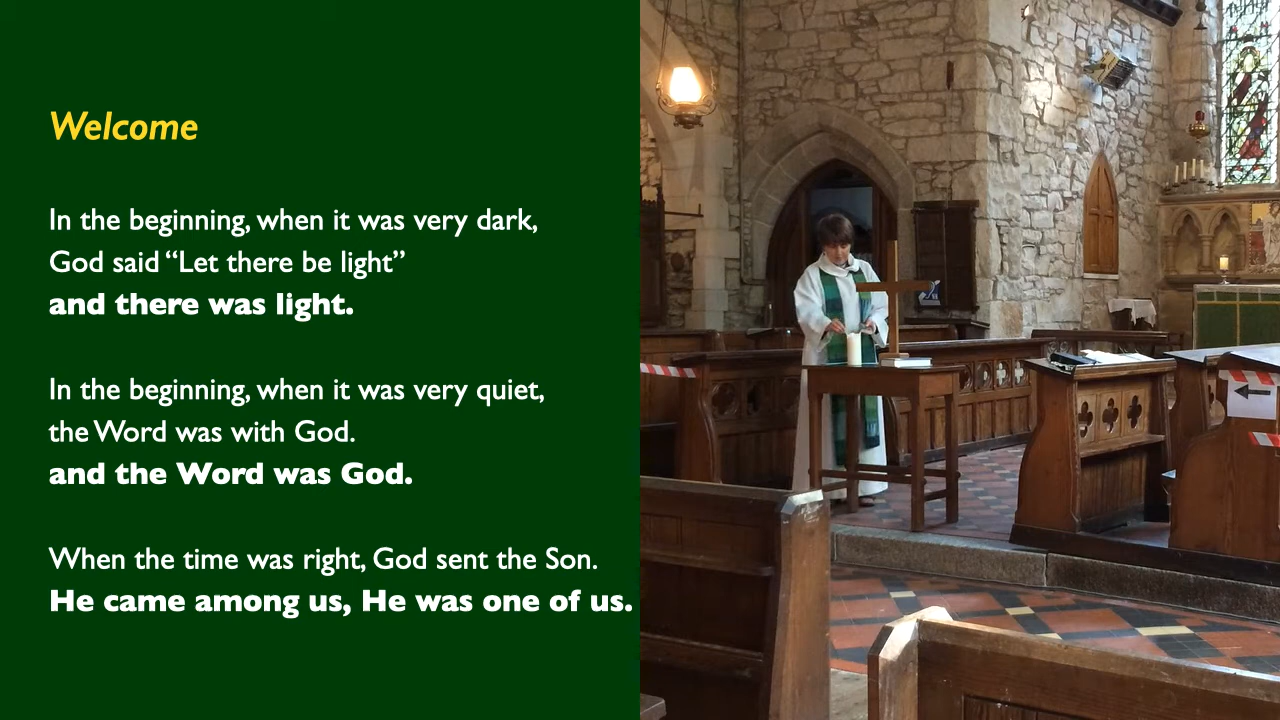 Welcome
In the beginning, when it was very dark,
God said “Let there be light”
and there was light.
In the beginning, when it was very quiet,
the Word was with God.
and the Word was God.
When the time was right, God sent the Son.
He came among us, He was one of us.